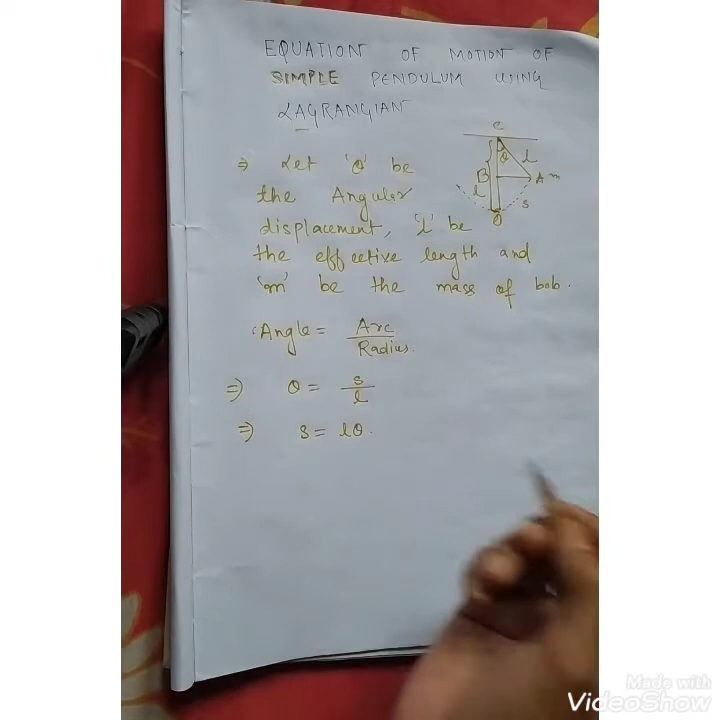 EQUATION OF MOTION OF
SIMPLE PENDULUM USING
LAGRANGIAN
⇒ Let 'θ' be
the Angular
displacement, 'l' be
the effective length and
'm' be the mass of bob.
C
θ
l
B
A m
l
s
O
Angle = Arc / Radius.
⇒ θ = s / l
⇒ s = lθ.
Made with
VideoShow